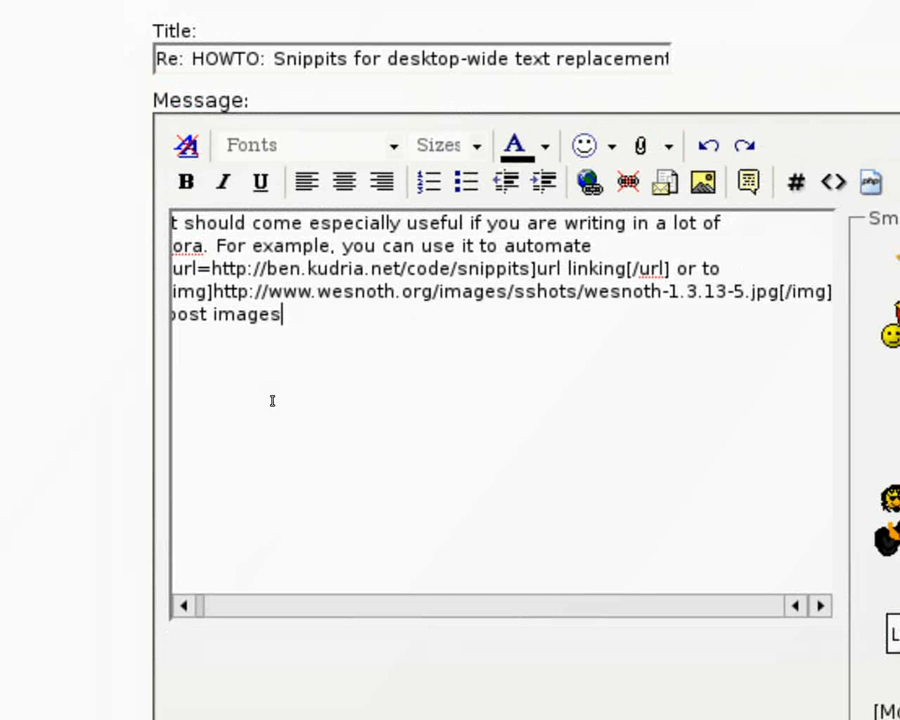 Title:
Re: HOWTO: Snippits for desktop-wide text replacement
Message:
Fonts
Sizes
A
B I U
# <> php
t should come especially useful if you are writing in a lot of
ora. For example, you can use it to automate
url=http://ben.kudria.net/code/snippits]url linking[/url] or to
img]http://www.wesnoth.org/images/sshots/wesnoth-1.3.13-5.jpg[/img]
post images
Sm
L
[Mo